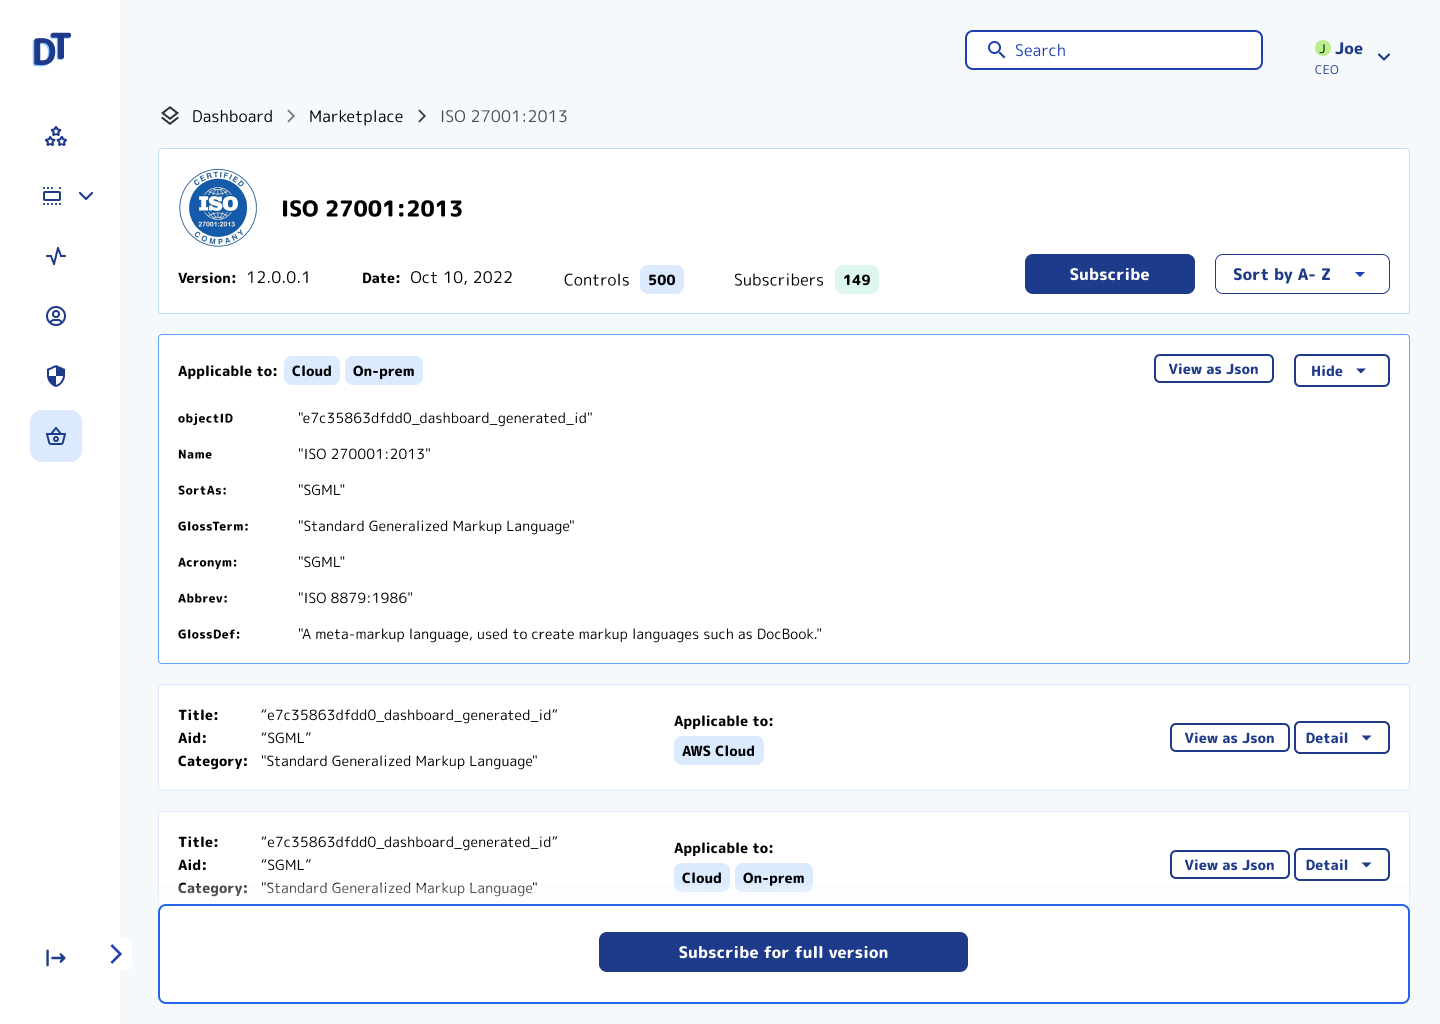 DT
Search
J Joe
CEO
Dashboard Marketplace ISO 27001:2013
CERTIFIED
ISO
27001:2013
COMPANY
ISO 27001:2013
Version: 12.0.0.1 Date: Oct 10, 2022 Controls 500 Subscribers 149 Subscribe Sort by A- Z
Applicable to: Cloud On-prem View as Json Hide
objectID "e7c35863dfdd0_dashboard_generated_id"
Name "ISO 270001:2013"
SortAs: "SGML"
GlossTerm: "Standard Generalized Markup Language"
Acronym: "SGML"
Abbrev: "ISO 8879:1986"
GlossDef: "A meta-markup language, used to create markup languages such as DocBook."
Title: “e7c35863dfdd0_dashboard_generated_id”
Aid: “SGML”
Category: "Standard Generalized Markup Language"
Applicable to:
AWS Cloud
View as Json Detail
Title: “e7c35863dfdd0_dashboard_generated_id”
Aid: “SGML”
Category: "Standard Generalized Markup Language"
Applicable to:
Cloud On-prem
View as Json Detail
Subscribe for full version